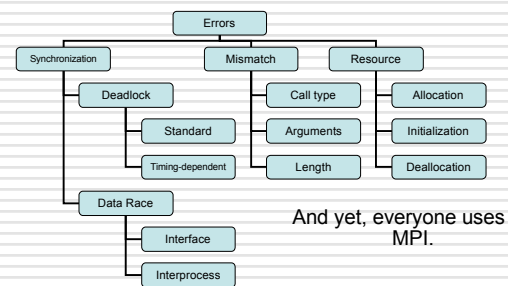 Errors
Synchronization
Mismatch
Resource
Deadlock
Call type
Allocation
Standard
Arguments
Initialization
Timing-dependent
Length
Deallocation
Data Race
Interface
Interprocess
And yet, everyone uses
MPI.